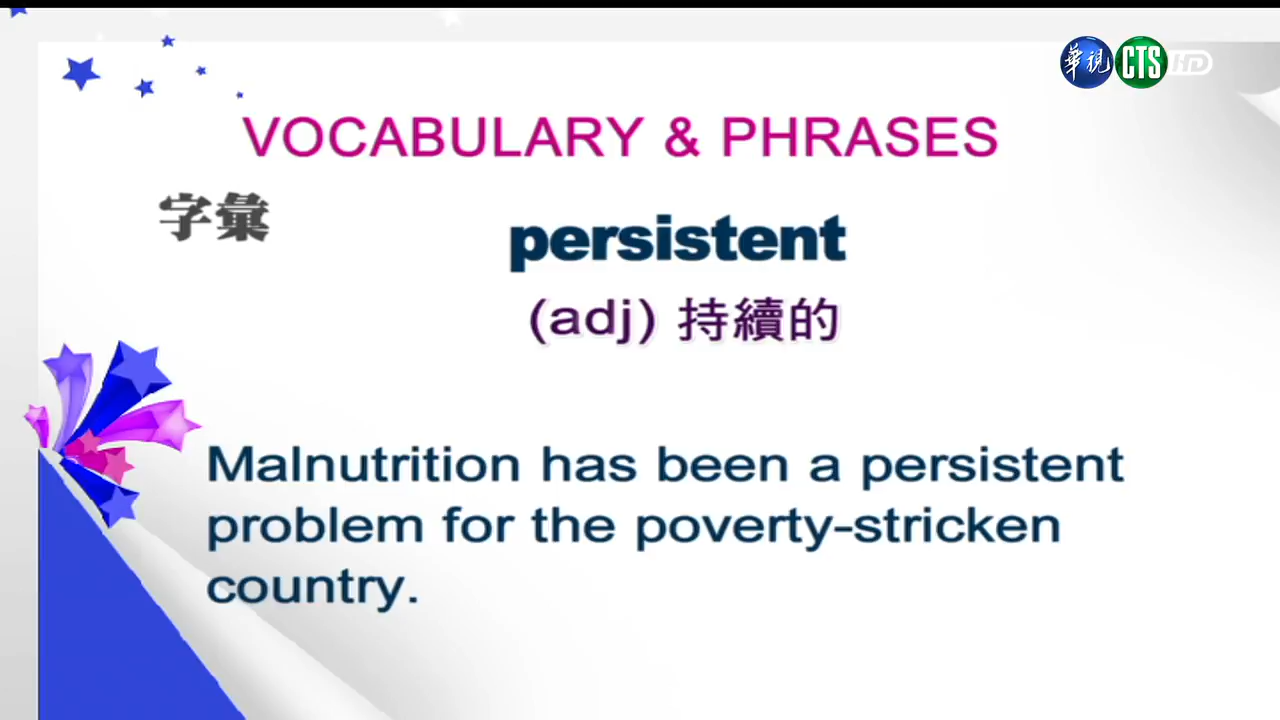 華視 CTS HD
VOCABULARY & PHRASES
字彙
persistent
(adj) 持續的
Malnutrition has been a persistent
problem for the poverty-stricken
country.